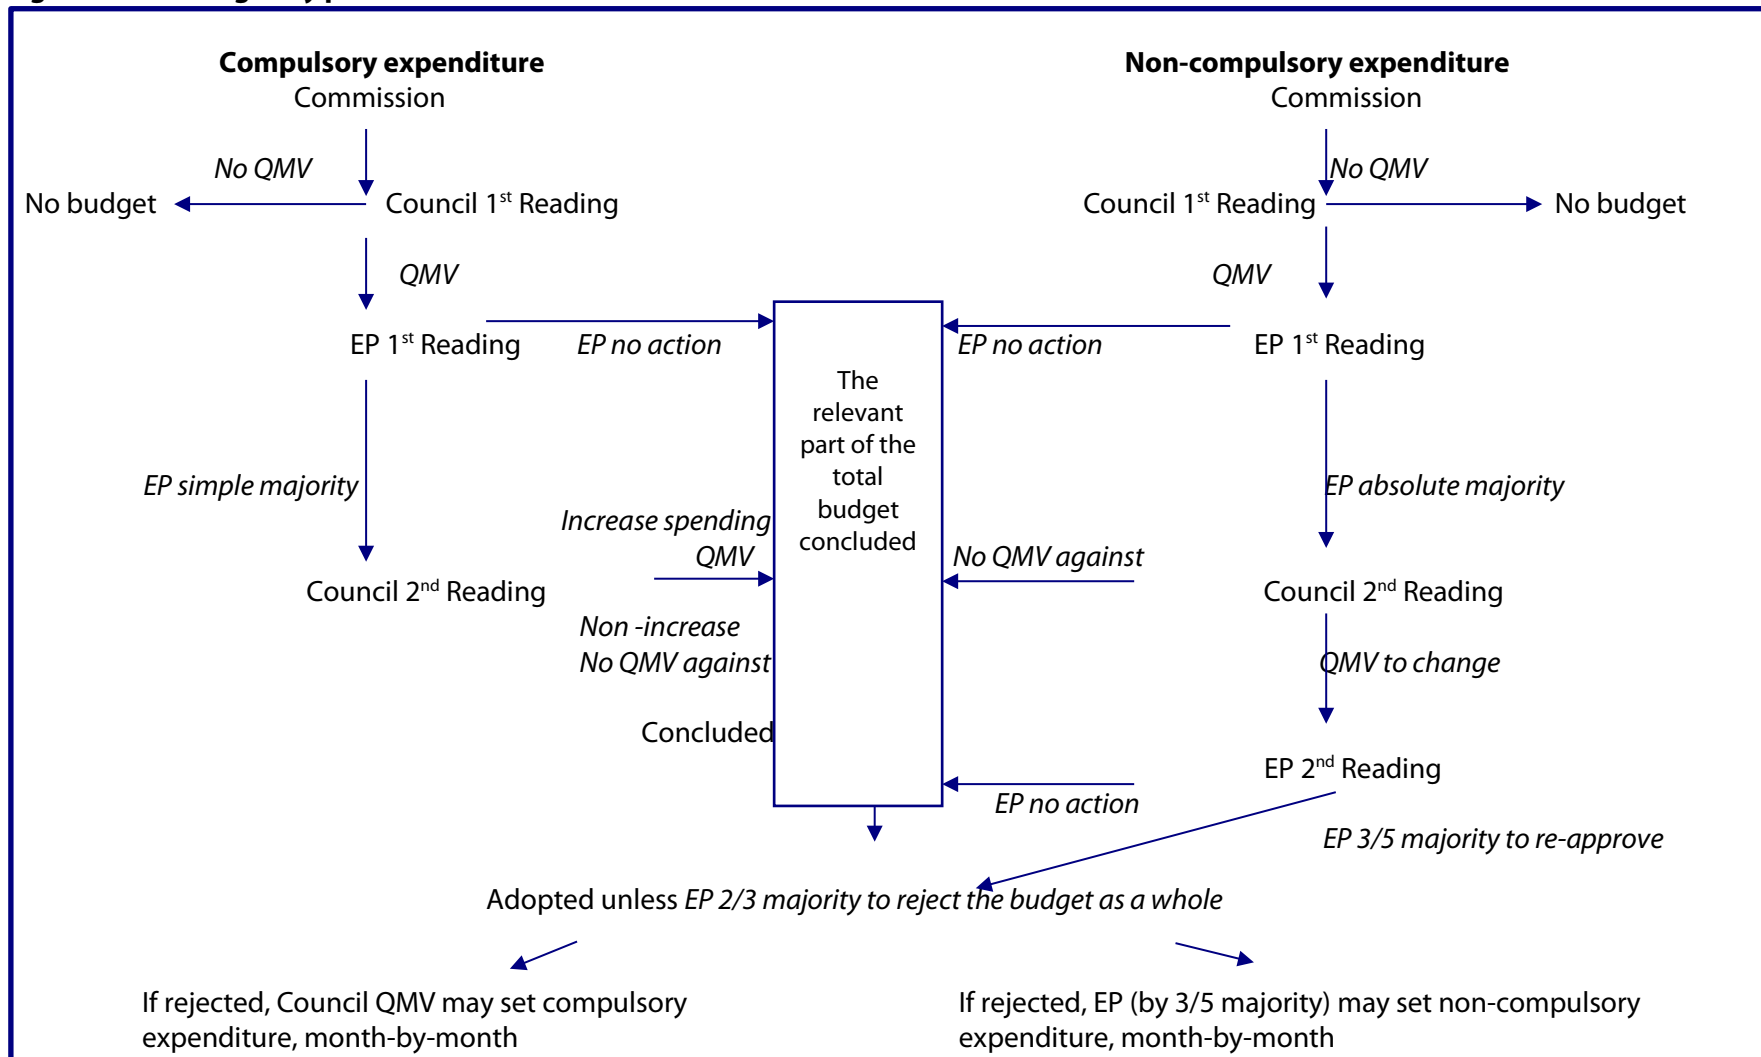 Compulsory expenditure
Commission
No QMV
No budget
Council 1st Reading
QMV
EP 1st Reading
EP no action
EP simple majority
Increase spending
QMV
Council 2nd Reading
Non -increase
No QMV against
Concluded
The
relevant
part of the
total
budget
concluded
Non-compulsory expenditure
Commission
No QMV
Council 1st Reading
No budget
QMV
EP no action
EP 1st Reading
EP absolute majority
No QMV against
Council 2nd Reading
QMV to change
EP 2nd Reading
EP no action
EP 3/5 majority to re-approve
Adopted unless EP 2/3 majority to reject the budget as a whole
If rejected, Council QMV may set compulsory
expenditure, month-by-month
If rejected, EP (by 3/5 majority) may set non-compulsory
expenditure, month-by-month